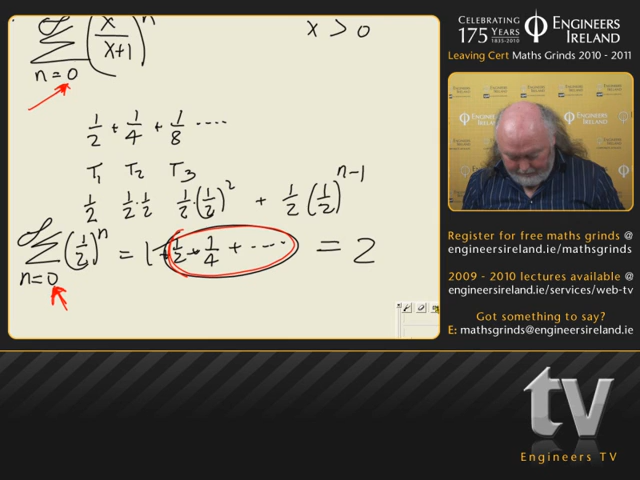 ∞
∑ (x/(x+1))^n    x > 0
n=0
1/2 + 1/4 + 1/8 ....
T1 T2 T3
1/2 1/2·1/2 1/2·(1/2)^2 + 1/2(1/2)^(n-1)
∞
∑ (1/2)^n = 1+1/2+1/4+.... = 2
n=0
CELEBRATING
175 YEARS
1835-2010
ENGINEERS
IRELAND
Leaving Cert Maths Grinds 2010 - 2011
Register for free maths grinds @
engineersireland.ie/mathsgrinds
2009 - 2010 lectures available @
engineersireland.ie/services/web-tv
Got something to say?
E: mathsgrinds@engineersireland.ie
tv
Engineers TV